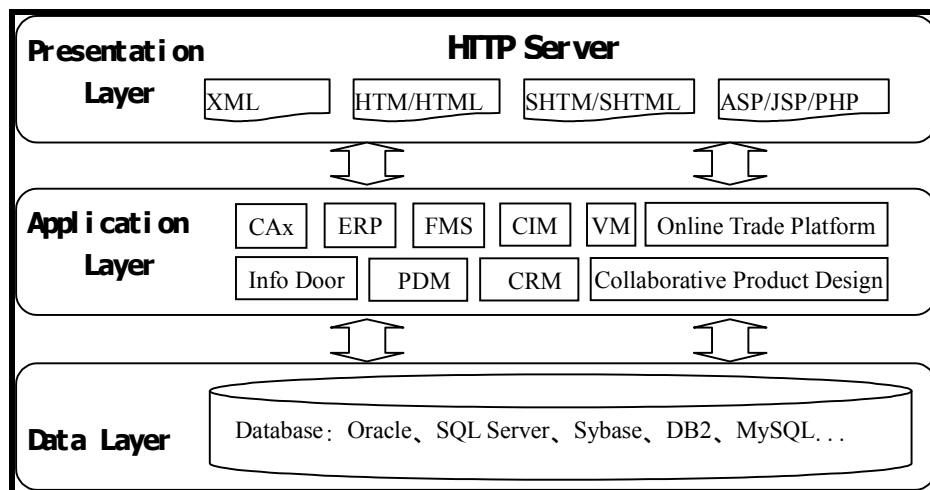 Presentation Layer
HTTP Server
XML HTM/HTML SHTM/SHTML ASP/JSP/PHP
Application Layer
CAx ERP FMS CIM VM Online Trade Platform
Info Door PDM CRM Collaborative Product Design
Data Layer
Database：Oracle、SQL Server、Sybase、DB2、MySQL...